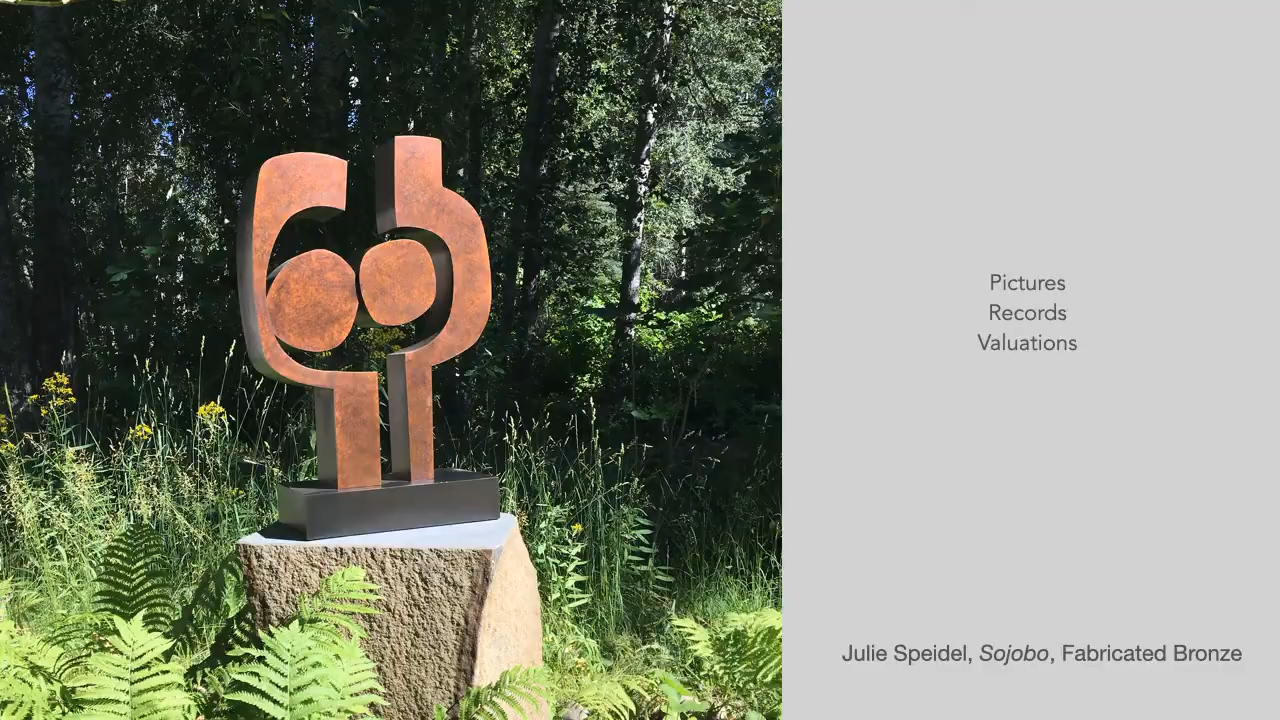 Pictures
Records
Valuations
Julie Speidel, Sojobo, Fabricated Bronze